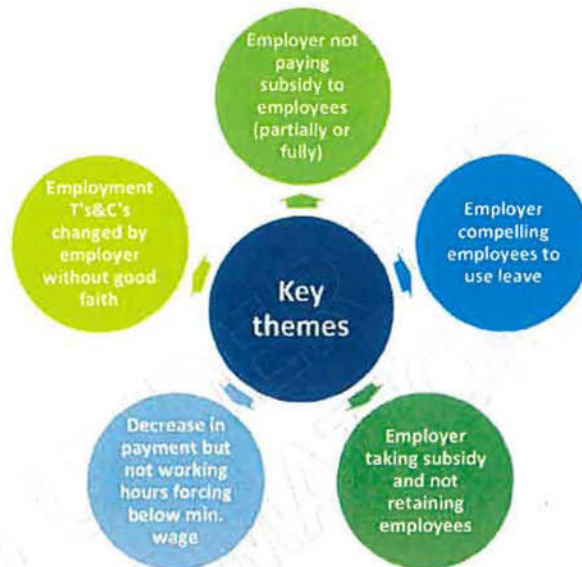 Employer not
paying
subsidy to
employees
(partially or
fully)
Employment
T's&C's
changed by
employer
without good
faith
Employer
compelling
employees to
use leave
Key
themes
Decrease in
payment but
not working
hours forcing
below min.
wage
Employer
taking subsidy
and not
retaining
employees